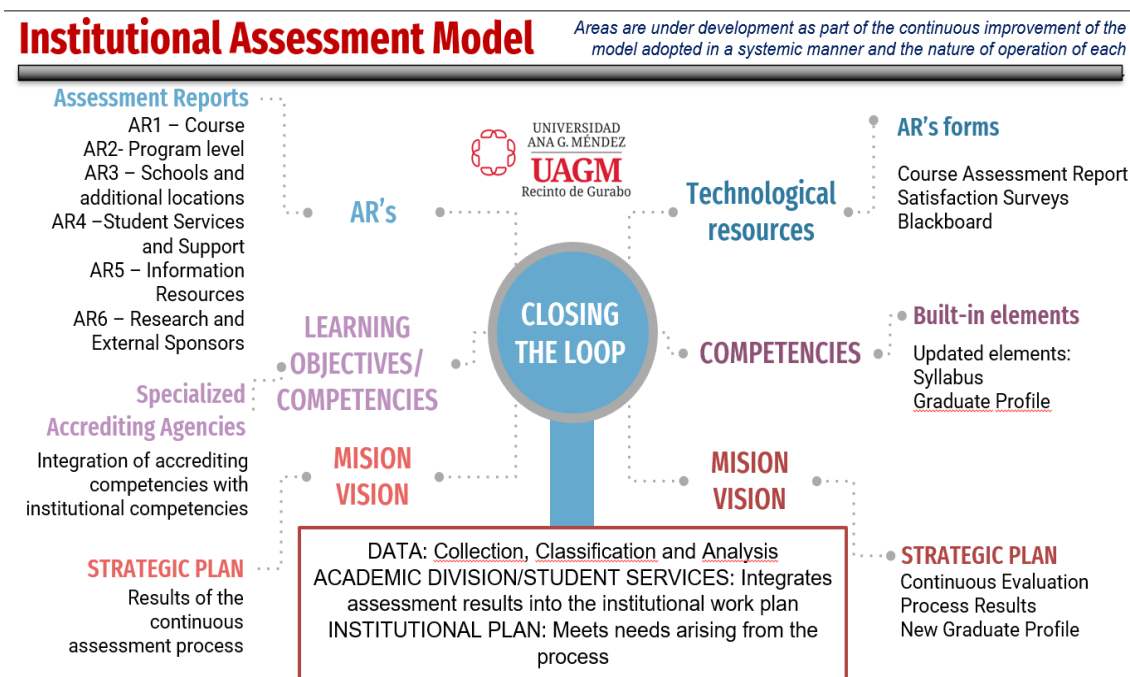 Institutional Assessment Model
Areas are under development as part of the continuous improvement of the
model adopted in a systemic manner and the nature of operation of each
Assessment Reports
AR1 – Course
AR2- Program level
AR3 – Schools and
additional locations
AR4 –Student Services
and Support
AR5 – Information
Resources
AR6 – Research and
External Sponsors
AR's
UNIVERSIDAD
ANA G. MÉNDEZ
UAGM
Recinto de Gurabo
Technological
resources
AR's forms
Course Assessment Report
Satisfaction Surveys
Blackboard
CLOSING
THE LOOP
LEARNING
OBJECTIVES/
COMPETENCIES
Specialized
Accrediting Agencies
Integration of accrediting
competencies with
institutional competencies
COMPETENCIES
Built-in elements
Updated elements:
Syllabus
Graduate Profile
MISION
VISION
STRATEGIC PLAN
Results of the
continuous
assessment process
MISION
VISION
STRATEGIC PLAN
Continuous Evaluation
Process Results
New Graduate Profile
DATA: Collection, Classification and Analysis
ACADEMIC DIVISION/STUDENT SERVICES: Integrates
assessment results into the institutional work plan
INSTITUTIONAL PLAN: Meets needs arising from the
process